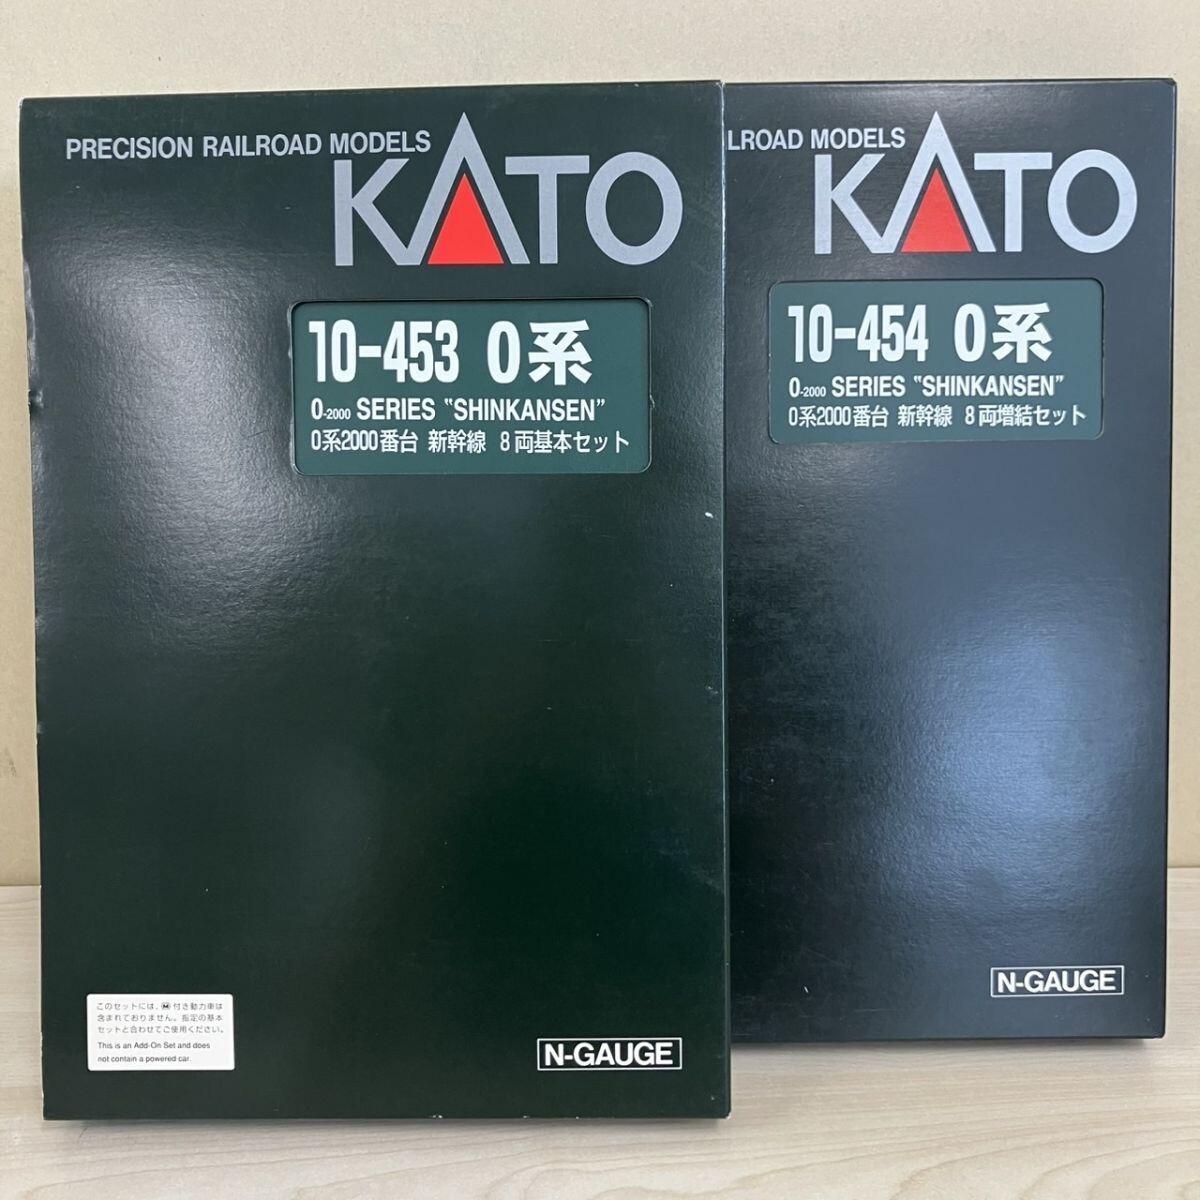 PRECISION RAILROAD MODELS
KATO
10-453 0系
0-2000 SERIES “SHINKANSEN”
0系2000番台 新幹線 8両基本セット
このセットには、Ⓜ付き動力車は
含まれておりません。指定の基本
セットと合わせてご使用ください。
This is an Add-On Set and does
not contain a powered car.
N-GAUGE
LROAD MODELS
KATO
10-454 0系
0-2000 SERIES “SHINKANSEN”
0系2000番台 新幹線 8両増結セット
N-GAUGE